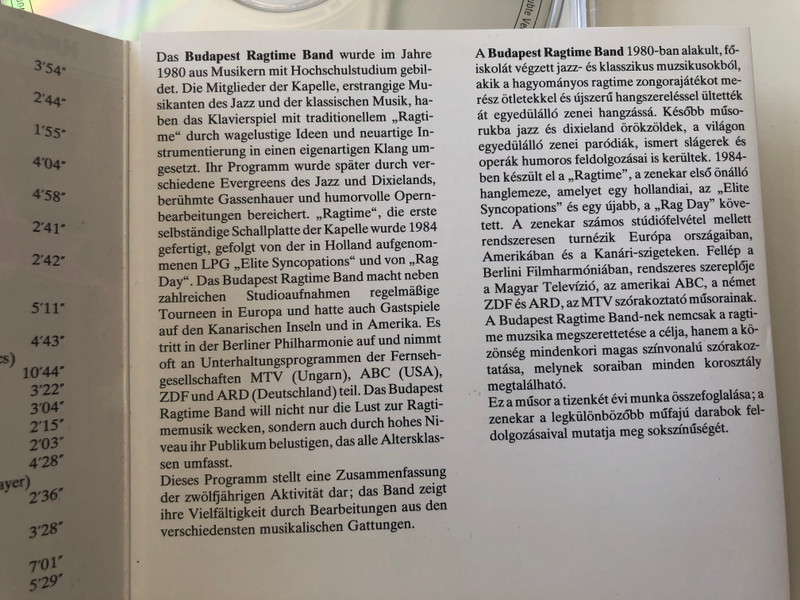 3′54″
2′44″
1′55″
4′04″
4′58″
2′41″
2′42″
5′11″
4′43″
cs)
10′44″
3′22″
3′04″
2′15″
2′03″
4′28″
ayer)
2′36″
3′28″
7′01″
5′29″
Das Budapest Ragtime Band wurde im Jahre
1980 aus Musikern mit Hochschulstudium gebil-
det. Die Mitglieder der Kapelle, erstrangige Mu-
sikanten des Jazz und der klassischen Musik, ha-
ben das Klavierspiel mit traditionellem „Ragti-
me“ durch wagelustige Ideen und neuartige In-
strumentierung in einen eigenartigen Klang um-
gesetzt. Ihr Programm wurde später durch ver-
schiedene Evergreens des Jazz und Dixielands,
berühmte Gassenhauer und humorvolle Opern-
bearbeitungen bereichert. „Ragtime“, die erste
selbständige Schallplatte der Kapelle wurde 1984
gefertigt, gefolgt von der in Holland aufgenom-
menen LPG „Elite Syncopations“ und von „Rag
Day“. Das Budapest Ragtime Band macht neben
zahlreichen Studioaufnahmen regelmäßige
Tourneen in Europa und hatte auch Gastspiele
auf den Kanarischen Inseln und in Amerika. Es
tritt in der Berliner Philharmonie auf und nimmt
oft an Unterhaltungsprogrammen der Fernseh-
gesellschaften MTV (Ungarn), ABC (USA),
ZDF und ARD (Deutschland) teil. Das Budapest
Ragtime Band will nicht nur die Lust zur Ragti-
memusik wecken, sondern auch durch hohes Ni-
veau ihr Publikum belustigen, das alle Altersklas-
sen umfasst.
Dieses Programm stellt eine Zusammenfassung
der zwölfjährigen Aktivität dar; das Band zeigt
ihre Vielfältigkeit durch Bearbeitungen aus den
verschiedensten musikalischen Gattungen.
A Budapest Ragtime Band 1980-ban alakult, fő-
iskolát végzett jazz- és klasszikus muzsikusokból,
akik a hagyományos ragtime zongorajátékot me-
rész ötletekkel és újszerű hangszereléssel ültették
át egyedülálló zenei hangzássá. Később műso-
rukba jazz és dixieland örökzöldek, a világon
egyedülálló zenei paródiák, ismert slágerek és
operák humoros feldolgozásai is kerültek. 1984-
ben készült el a „Ragtime”, a zenekar első önálló
hanglemeze, amelyet egy hollandiai, az „Elite
Syncopations” és egy újabb, a „Rag Day” köve-
tett. A zenekar számos stúdiófelvétel mellett
rendszeresen turnézik Európa országaiban,
Amerikában és a Kanári-szigeteken. Fellép a
Berlini Filmharmóniában, rendszeres szereplője
a Magyar Televízió, az amerikai ABC, a német
ZDF és ARD, az MTV szórakoztató műsorainak.
A Budapest Ragtime Band-nek nemcsak a ragti-
me muzsika megszerettetése a célja, hanem a kö-
zönség mindenkori magas színvonalú szórakoz-
tatása, melynek soraiban minden korosztály
megtalálható.
Ez a műsor a tizenkét évi munka összefoglalása; a
zenekar a legkülönbözőbb műfajú darabok fel-
dolgozásaival mutatja meg sokszínűségét.